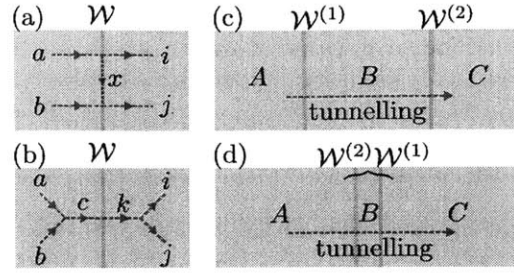 (a) 𝒲
a i
x
b j
(b) 𝒲
a i
c k
b j
(c) 𝒲(1) 𝒲(2)
A B C
tunnelling
(d) 𝒲(2)𝒲(1)
A B C
tunnelling